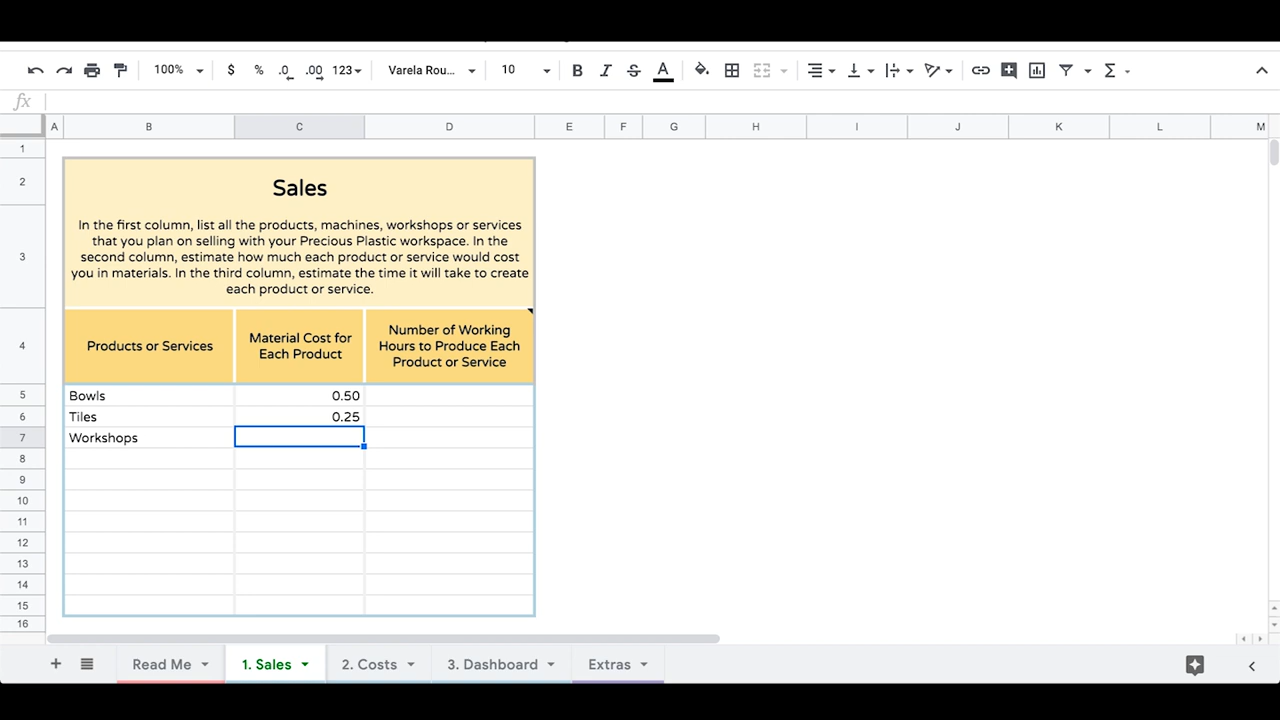 100% $ % .0 .00 123 Varela Rou... 10 B I S A Σ
fx
A B C D E F G H I J K L M
1
2 Sales
3 In the first column, list all the products, machines, workshops or services
that you plan on selling with your Precious Plastic workspace. In the
second column, estimate how much each product or service would cost
you in materials. In the third column, estimate the time it will take to create
each product or service.
4 Products or Services
Material Cost for
Each Product
Number of Working
Hours to Produce Each
Product or Service
5 Bowls 0.50
6 Tiles 0.25
7 Workshops
8
9
10
11
12
13
14
15
16
+ Read Me 1. Sales 2. Costs 3. Dashboard Extras